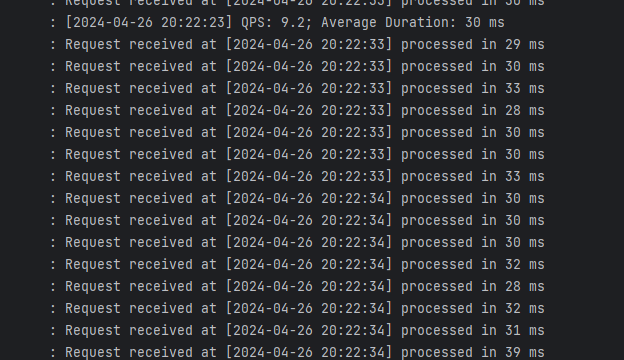 : Request received at [2024-04-26 20:22:23] processed in 30 ms
: [2024-04-26 20:22:23] QPS: 9.2; Average Duration: 30 ms
: Request received at [2024-04-26 20:22:33] processed in 29 ms
: Request received at [2024-04-26 20:22:33] processed in 30 ms
: Request received at [2024-04-26 20:22:33] processed in 33 ms
: Request received at [2024-04-26 20:22:33] processed in 28 ms
: Request received at [2024-04-26 20:22:33] processed in 30 ms
: Request received at [2024-04-26 20:22:33] processed in 30 ms
: Request received at [2024-04-26 20:22:33] processed in 33 ms
: Request received at [2024-04-26 20:22:34] processed in 30 ms
: Request received at [2024-04-26 20:22:34] processed in 30 ms
: Request received at [2024-04-26 20:22:34] processed in 30 ms
: Request received at [2024-04-26 20:22:34] processed in 32 ms
: Request received at [2024-04-26 20:22:34] processed in 28 ms
: Request received at [2024-04-26 20:22:34] processed in 32 ms
: Request received at [2024-04-26 20:22:34] processed in 31 ms
: Request received at [2024-04-26 20:22:34] processed in 39 ms